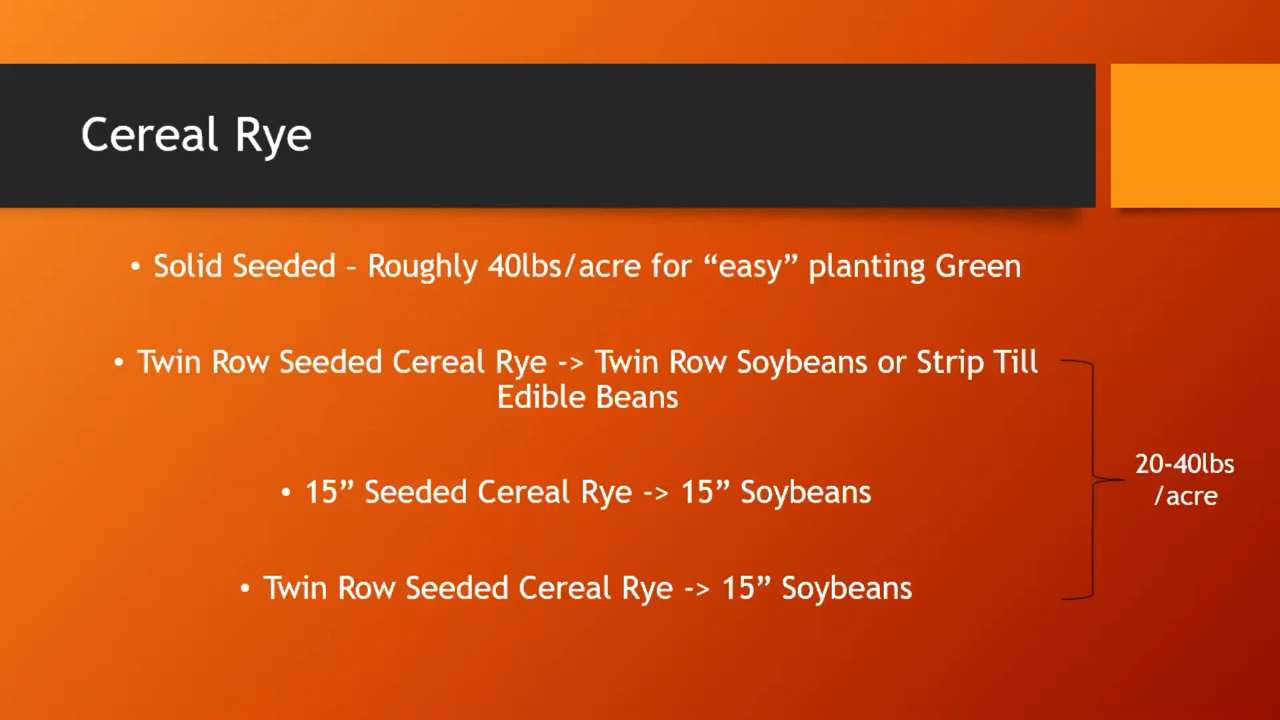 Cereal Rye
• Solid Seeded – Roughly 40lbs/acre for “easy” planting Green
• Twin Row Seeded Cereal Rye -> Twin Row Soybeans or Strip Till
Edible Beans
• 15” Seeded Cereal Rye -> 15” Soybeans
• Twin Row Seeded Cereal Rye -> 15” Soybeans
20-40lbs
/acre